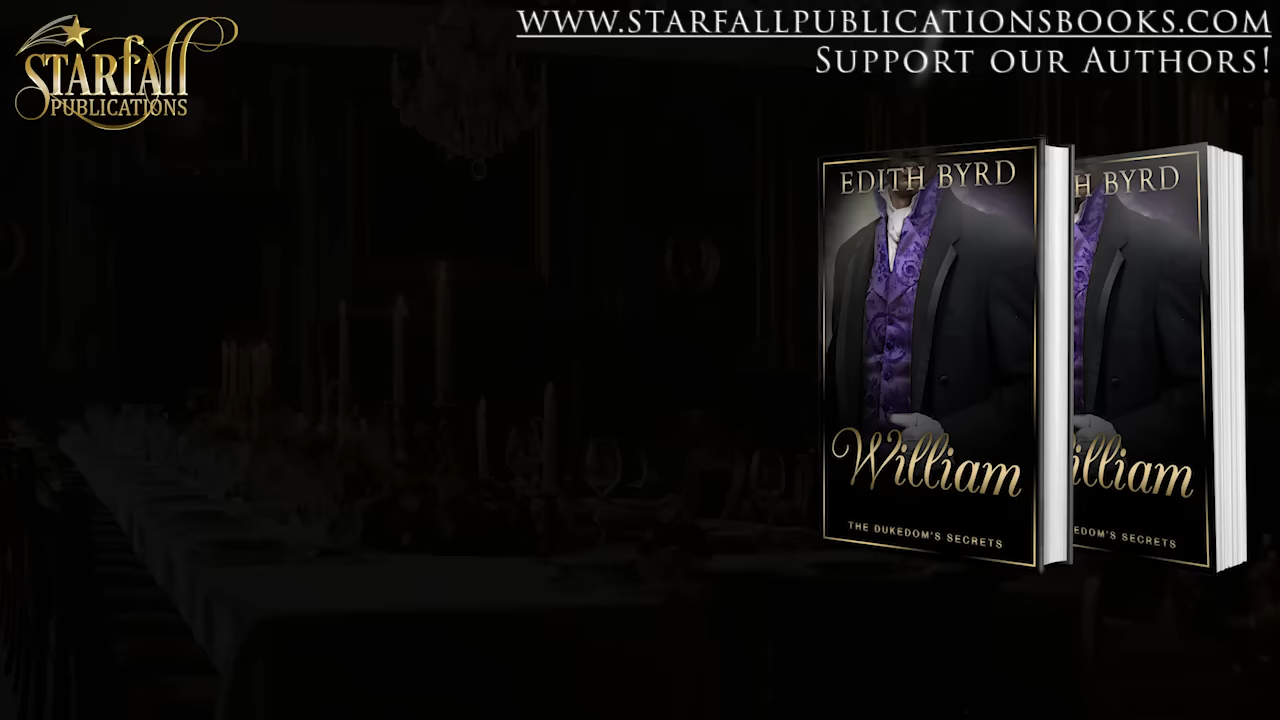 STARfall
PUBLICATIONS
WWW.STARFALLPUBLICATIONSBOOKS.COM
SUPPORT OUR AUTHORS!
EDITH BYRD
William
THE DUKEDOM'S SECRETS
H BYRD
illiam
EDOM'S SECRETS